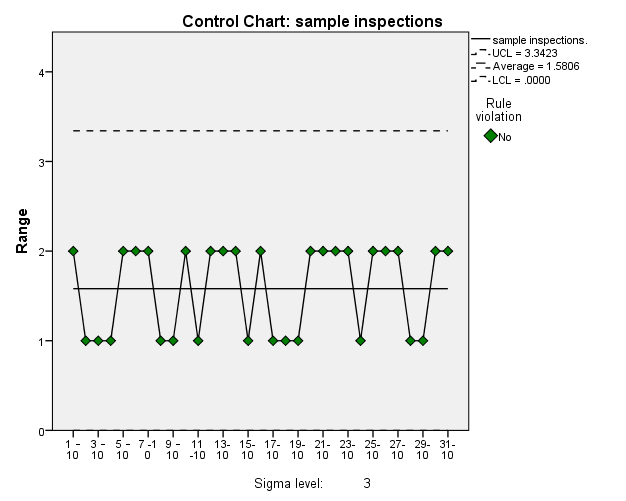 Control Chart: sample inspections
sample inspections.
UCL = 3.3423
Average = 1.5806
LCL = .0000
Rule
violation
No
Range
4
3
2
1
0
1 - 3 - 5 - 7 -1 9 - 11 13- 15- 17- 19- 21- 23- 25- 27- 29- 31-
10 10 10 0 10 -10 10 10 10 10 10 10 10 10 10 10
Sigma level: 3